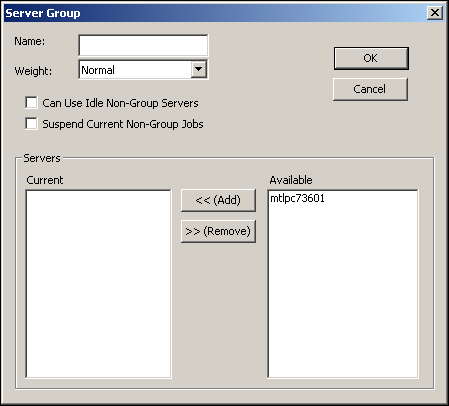 Server Group
Name:
OK
Weight: Normal
Cancel
Can Use Idle Non-Group Servers
Suspend Current Non-Group Jobs
Servers
Current
Available
<< (Add)
mtlpc73601
>> (Remove)